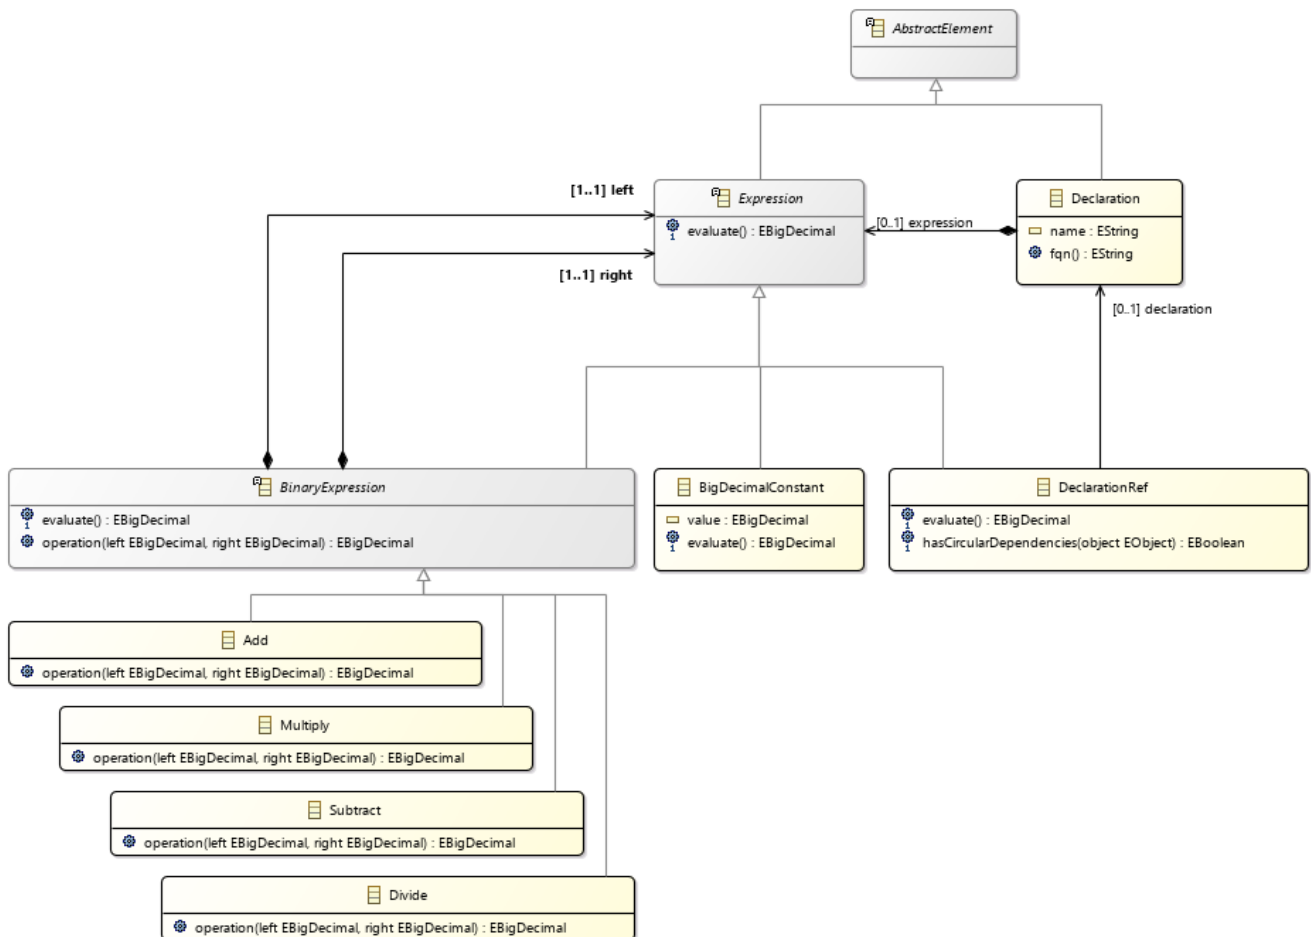 AbstractElement
[1..1] left
Expression
Declaration
evaluate() : EBigDecimal
[0..1] expression
name : EString
fqn() : EString
[1..1] right
[0..1] declaration
BinaryExpression
evaluate() : EBigDecimal
operation(left EBigDecimal, right EBigDecimal) : EBigDecimal
BigDecimalConstant
value : EBigDecimal
evaluate() : EBigDecimal
DeclarationRef
evaluate() : EBigDecimal
hasCircularDependencies(object EObject) : EBoolean
Add
operation(left EBigDecimal, right EBigDecimal) : EBigDecimal
Multiply
operation(left EBigDecimal, right EBigDecimal) : EBigDecimal
Subtract
operation(left EBigDecimal, right EBigDecimal) : EBigDecimal
Divide
operation(left EBigDecimal, right EBigDecimal) : EBigDecimal